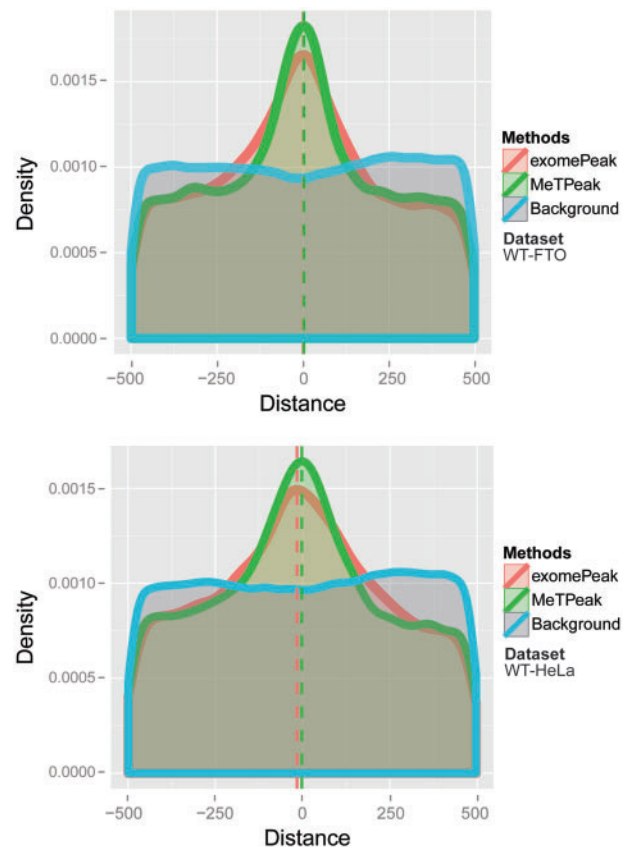 0.0015
0.0010
0.0005
0.0000
Density
−500 −250 0 250 500
Distance
Methods
exomePeak
MeTPeak
Background
Dataset
WT-FTO
0.0015
0.0010
0.0005
0.0000
Density
−500 −250 0 250 500
Distance
Methods
exomePeak
MeTPeak
Background
Dataset
WT-HeLa